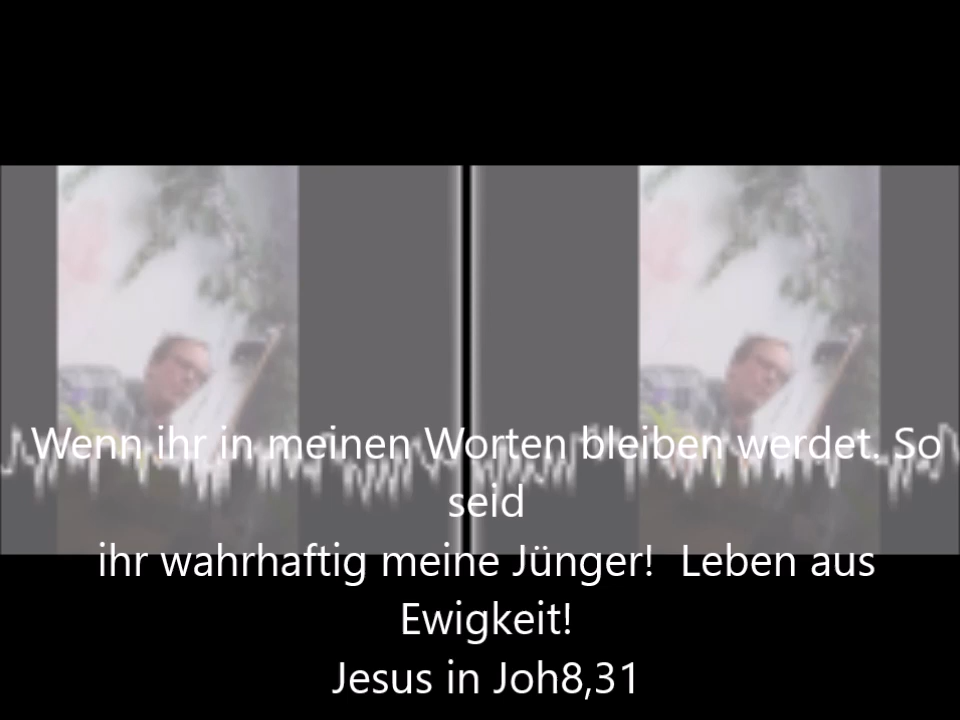 Wenn ihr in meinen Worten bleiben werdet. So
seid
ihr wahrhaftig meine Jünger!  Leben aus
Ewigkeit!
Jesus in Joh8,31